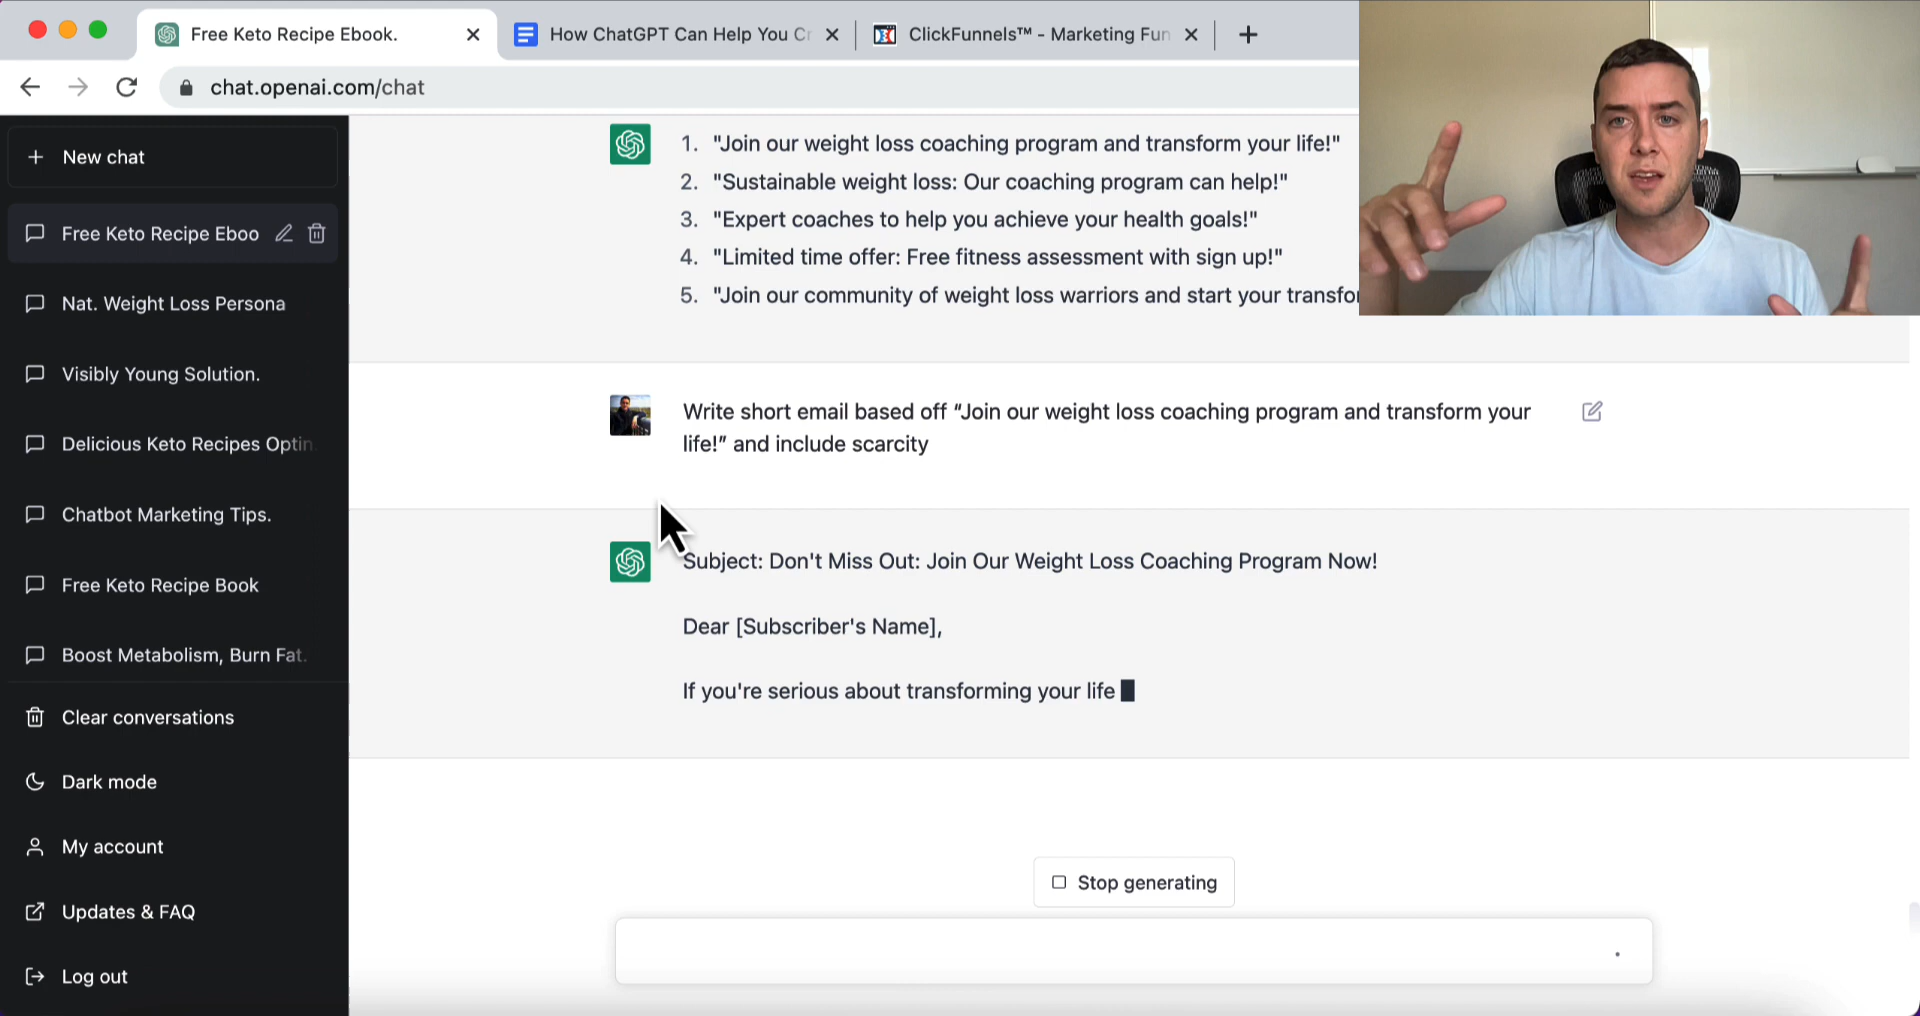 Free Keto Recipe Ebook.
How ChatGPT Can Help You Cr
ClickFunnels™ - Marketing Fun
chat.openai.com/chat
New chat
Free Keto Recipe Eboo
Nat. Weight Loss Persona
Visibly Young Solution.
Delicious Keto Recipes Optin
Chatbot Marketing Tips.
Free Keto Recipe Book
Boost Metabolism, Burn Fat.
Clear conversations
Dark mode
My account
Updates & FAQ
Log out
1. "Join our weight loss coaching program and transform your life!"
2. "Sustainable weight loss: Our coaching program can help!"
3. "Expert coaches to help you achieve your health goals!"
4. "Limited time offer: Free fitness assessment with sign up!"
5. "Join our community of weight loss warriors and start your transfo
Write short email based off “Join our weight loss coaching program and transform your
life!” and include scarcity
Subject: Don't Miss Out: Join Our Weight Loss Coaching Program Now!
Dear [Subscriber's Name],
If you're serious about transforming your life
Stop generating